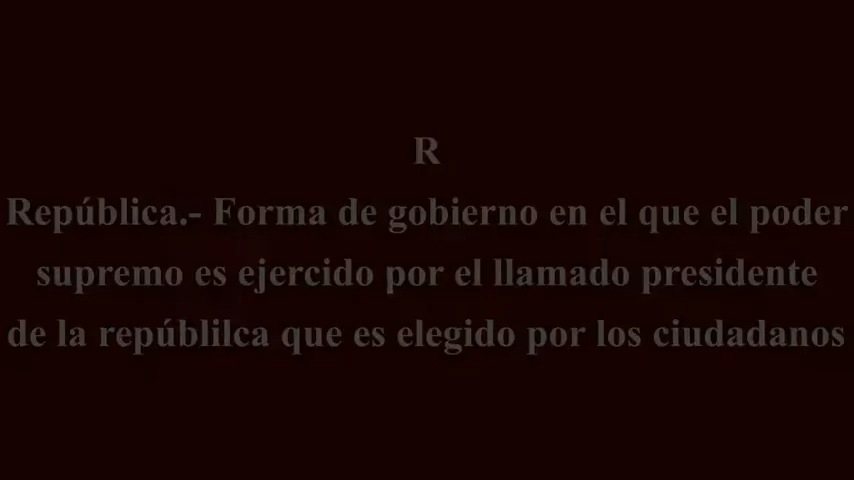 R
República.- Forma de gobierno en el que el poder
supremo es ejercido por el llamado presidente
de la repúblilca que es elegido por los ciudadanos